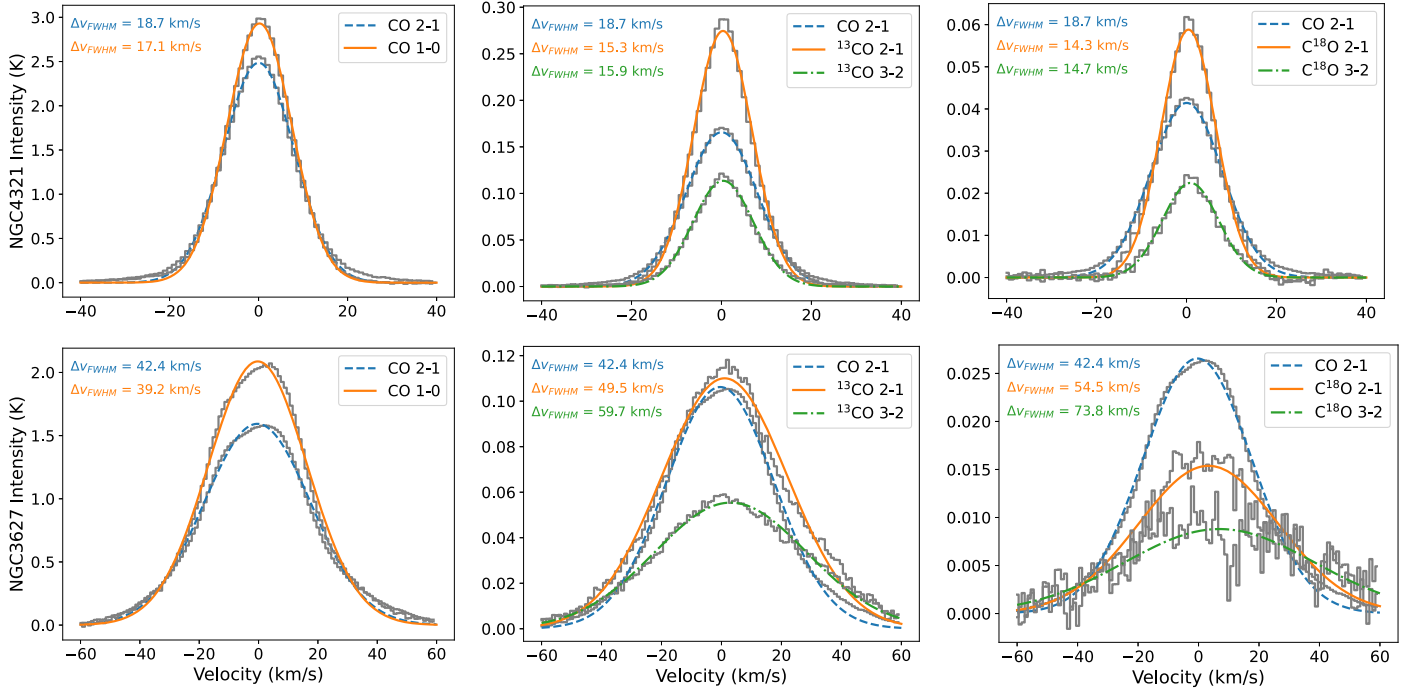 Δv_FWHM = 18.7 km/s
Δv_FWHM = 17.1 km/s
CO 2-1
CO 1-0
NGC4321 Intensity (K)
3.0
2.5
2.0
1.5
1.0
0.5
0.0
−40 −20 0 20 40
Δv_FWHM = 18.7 km/s
Δv_FWHM = 15.3 km/s
Δv_FWHM = 15.9 km/s
CO 2-1
¹³CO 2-1
¹³CO 3-2
0.30
0.25
0.20
0.15
0.10
0.05
0.00
−40 −20 0 20 40
Δv_FWHM = 18.7 km/s
Δv_FWHM = 14.3 km/s
Δv_FWHM = 14.7 km/s
CO 2-1
C¹⁸O 2-1
C¹⁸O 3-2
0.06
0.05
0.04
0.03
0.02
0.01
0.00
−40 −20 0 20 40
Δv_FWHM = 42.4 km/s
Δv_FWHM = 39.2 km/s
CO 2-1
CO 1-0
NGC3627 Intensity (K)
2.0
1.5
1.0
0.5
0.0
−60 −40 −20 0 20 40 60
Velocity (km/s)
Δv_FWHM = 42.4 km/s
Δv_FWHM = 49.5 km/s
Δv_FWHM = 59.7 km/s
CO 2-1
¹³CO 2-1
¹³CO 3-2
0.12
0.10
0.08
0.06
0.04
0.02
0.00
−60 −40 −20 0 20 40 60
Velocity (km/s)
Δv_FWHM = 42.4 km/s
Δv_FWHM = 54.5 km/s
Δv_FWHM = 73.8 km/s
CO 2-1
C¹⁸O 2-1
C¹⁸O 3-2
0.025
0.020
0.015
0.010
0.005
0.000
−60 −40 −20 0 20 40 60
Velocity (km/s)